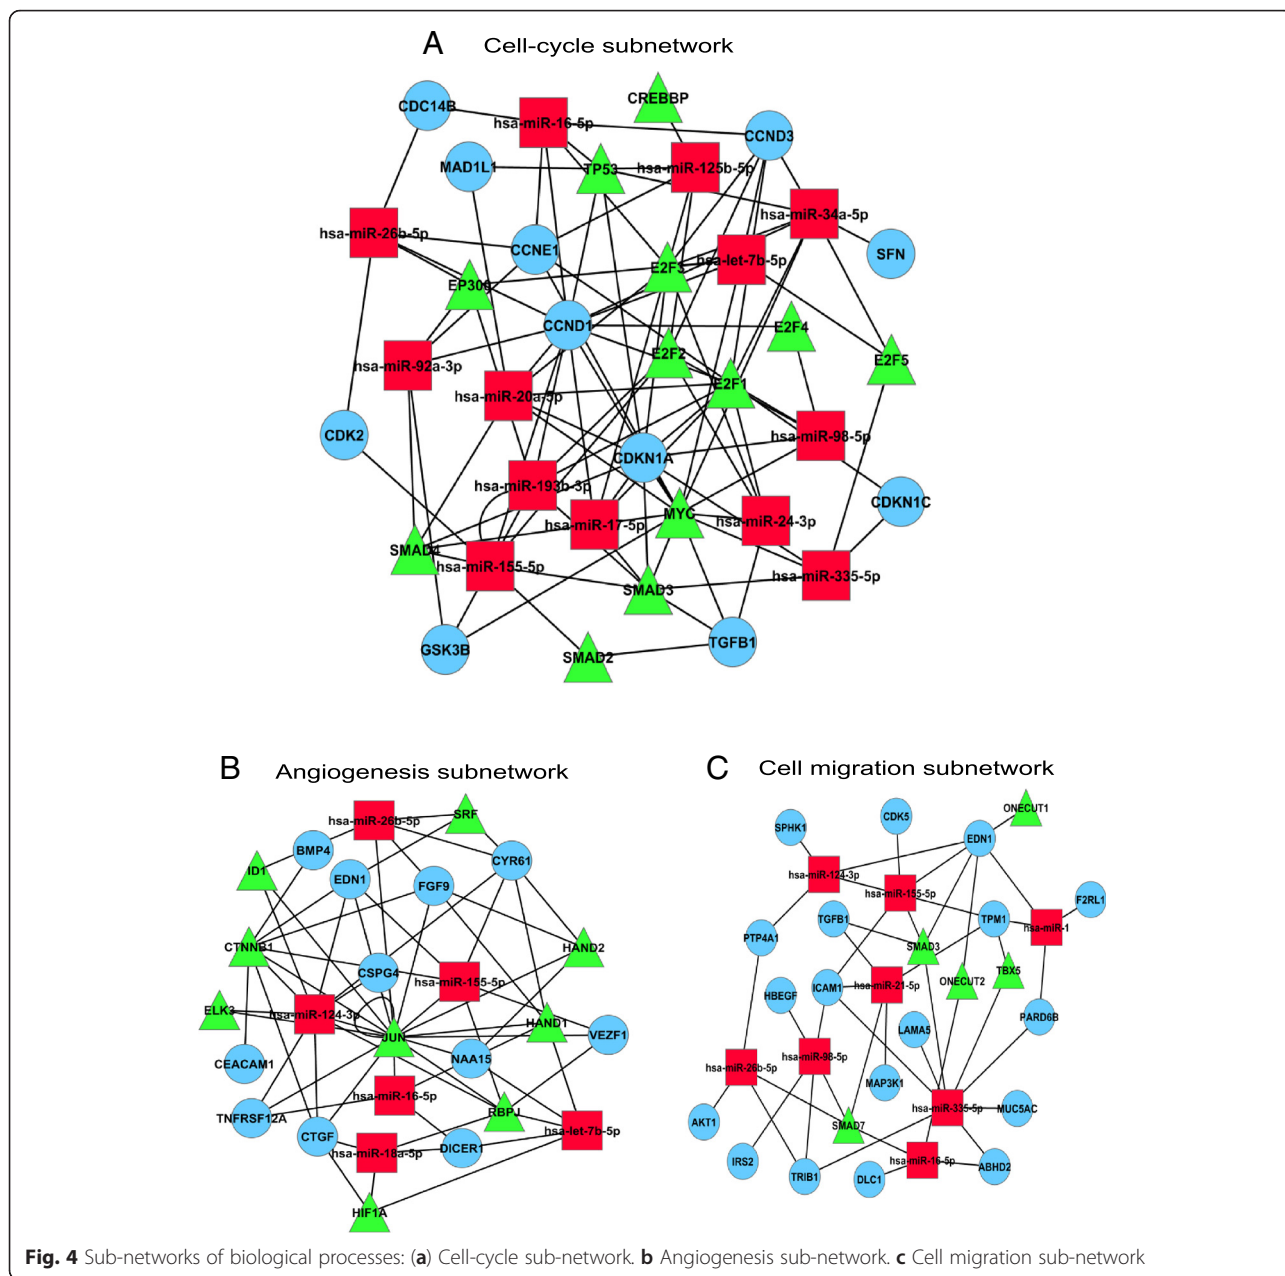 A Cell-cycle subnetwork
CDC14B
hsa-miR-16-5p
CREBBP
CCND3
MAD1L1
TP53
hsa-miR-125b-5p
hsa-miR-34a-5p
hsa-miR-26b-5p
CCNE1
SFN
hsa-let-7b-5p
E2F3
EP300
CCND1
E2F4
E2F2
E2F5
hsa-miR-92a-3p
E2F1
hsa-miR-20a-5p
CDK2
hsa-miR-98-5p
CDKN1A
hsa-miR-193b-3p
CDKN1C
MYC
hsa-miR-17-5p
hsa-miR-24-3p
SMAD4
hsa-miR-155-5p
hsa-miR-335-5p
SMAD3
GSK3B
SMAD2
TGFB1
B Angiogenesis subnetwork
hsa-miR-26b-5p
SRF
BMP4
CYR61
ID1
EDN1
FGF9
CTNNB1
HAND2
CSPG4
hsa-miR-155-5p
ELK3
hsa-miR-124-3p
HAND1
JUN
VEZF1
CEACAM1
NAA15
hsa-miR-16-5p
TNFRSF12A
RBPJ
hsa-let-7b-5p
CTGF
hsa-miR-18a-5p
DICER1
HIF1A
C Cell migration subnetwork
ONECUT1
SPHK1
CDK5
EDN1
hsa-miR-124-3p
hsa-miR-155-5p
F2RL1
TGFB1
TPM1
hsa-miR-1
PTP4A1
SMAD3
TBX5
ONECUT2
HBEGF
ICAM1
hsa-miR-21-5p
PARD6B
LAMA5
hsa-miR-98-5p
hsa-miR-26b-5p
MAP3K1
hsa-miR-335-5p
MUC5AC
AKT1
SMAD7
IRS2
hsa-miR-16-5p
ABHD2
TRIB1
DLC1
Fig. 4 Sub-networks of biological processes: (a) Cell-cycle sub-network. b Angiogenesis sub-network. c Cell migration sub-network